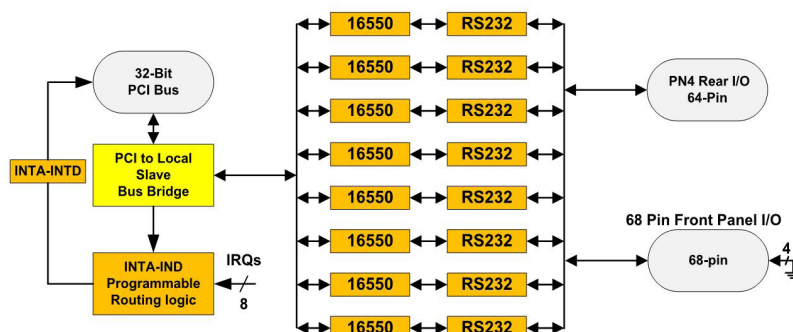 16550 RS232
32-Bit
PCI Bus
16550 RS232
PN4 Rear I/O
64-Pin
16550 RS232
INTA-INTD
PCI to Local
Slave
Bus Bridge
16550 RS232
16550 RS232
68 Pin Front Panel I/O
16550 RS232
68-pin
4
INTA-IND
Programmable
Routing logic
IRQs
8
16550 RS232
16550 RS232